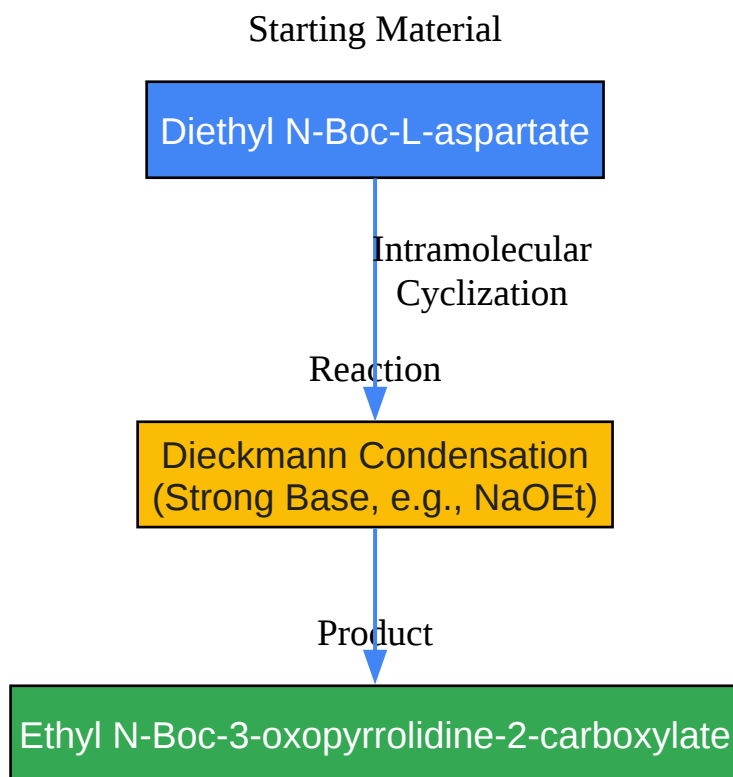 Starting Material
Diethyl N-Boc-L-aspartate
Intramolecular
Cyclization
Reaction
Dieckmann Condensation
(Strong Base, e.g., NaOEt)
Product
Ethyl N-Boc-3-oxopyrrolidine-2-carboxylate